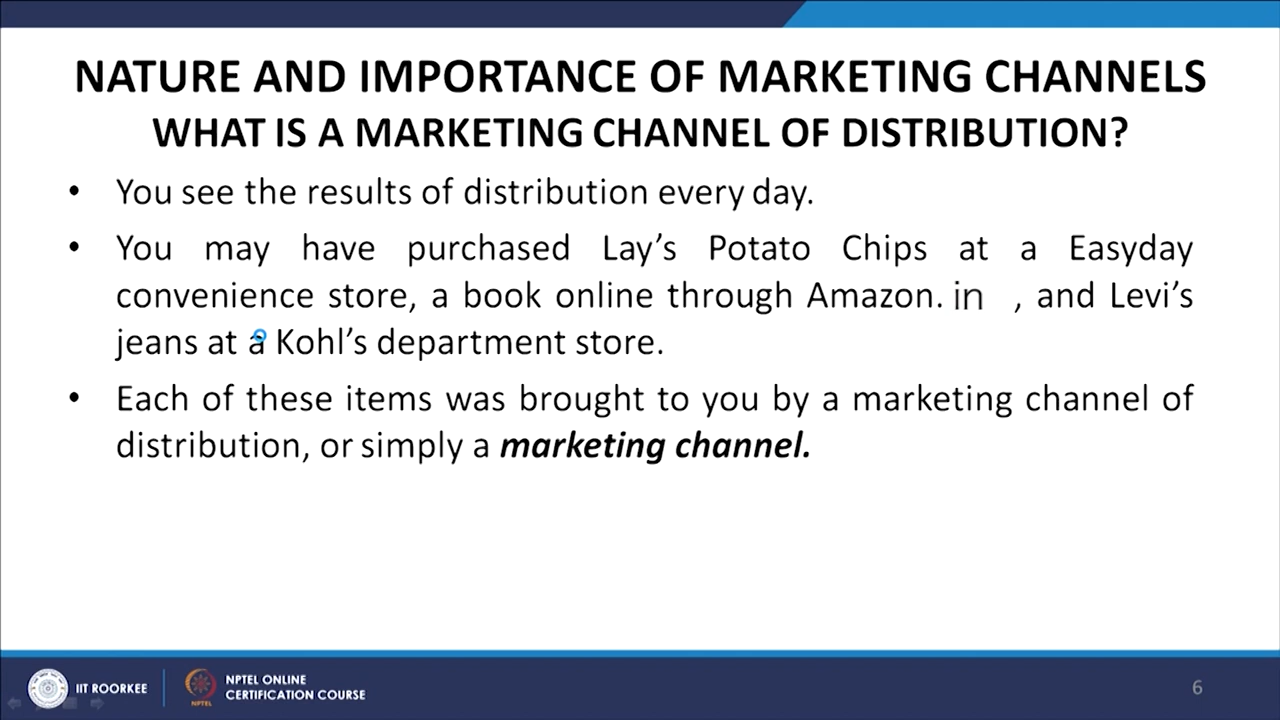 NATURE AND IMPORTANCE OF MARKETING CHANNELS
WHAT IS A MARKETING CHANNEL OF DISTRIBUTION?
• You see the results of distribution every day.
• You may have purchased Lay’s Potato Chips at a Easyday
convenience store, a book online through Amazon. in , and Levi’s
jeans at a Kohl’s department store.
• Each of these items was brought to you by a marketing channel of
distribution, or simply a marketing channel.
IIT ROORKEE
NPTEL
NPTEL ONLINE
CERTIFICATION COURSE
6